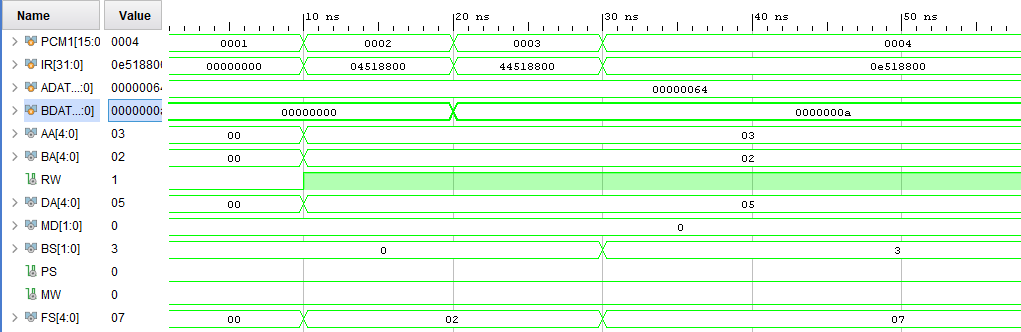 Name Value 10 ns 20 ns 30 ns 40 ns 50 ns
PCM1[15:0 0004 0001 0002 0003 0004
IR[31:0] 0e518800 00000000 04518800 44518800 0e518800
ADAT...:0] 00000064 00000064
BDAT...:0] 0000000a 00000000 0000000a
AA[4:0] 03 00 03
BA[4:0] 02 00 02
RW 1
DA[4:0] 05 00 05
MD[1:0] 0 0
BS[1:0] 3 0 3
PS 0
MW 0
FS[4:0] 07 00 02 07